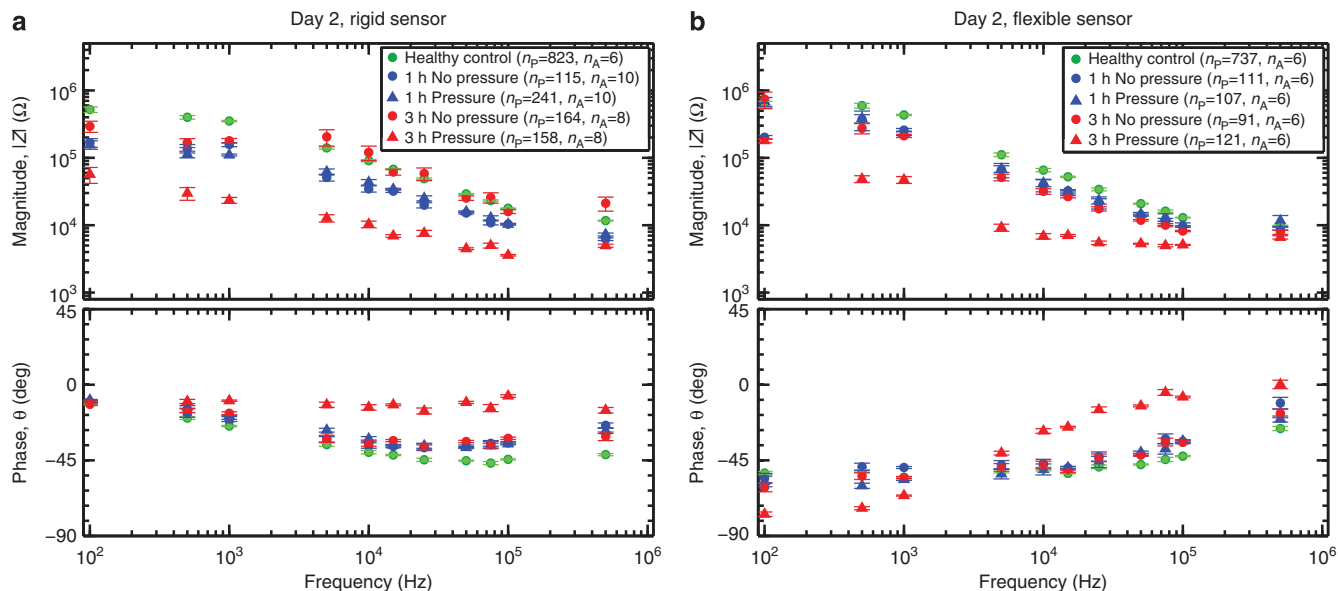 a
Day 2, rigid sensor
Magnitude, |Z| (Ω)
10⁶
10⁵
10⁴
10³
Healthy control (nP=823, nA=6)
1 h No pressure (nP=115, nA=10)
1 h Pressure (nP=241, nA=10)
3 h No pressure (nP=164, nA=8)
3 h Pressure (nP=158, nA=8)
Phase, θ (deg)
45
0
−45
−90
10² 10³ 10⁴ 10⁵ 10⁶
Frequency (Hz)
b
Day 2, flexible sensor
Magnitude, |Z| (Ω)
10⁶
10⁵
10⁴
10³
Healthy control (nP=737, nA=6)
1 h No pressure (nP=111, nA=6)
1 h Pressure (nP=107, nA=6)
3 h No pressure (nP=91, nA=6)
3 h Pressure (nP=121, nA=6)
Phase, θ (deg)
45
0
−45
−90
10² 10³ 10⁴ 10⁵ 10⁶
Frequency (Hz)